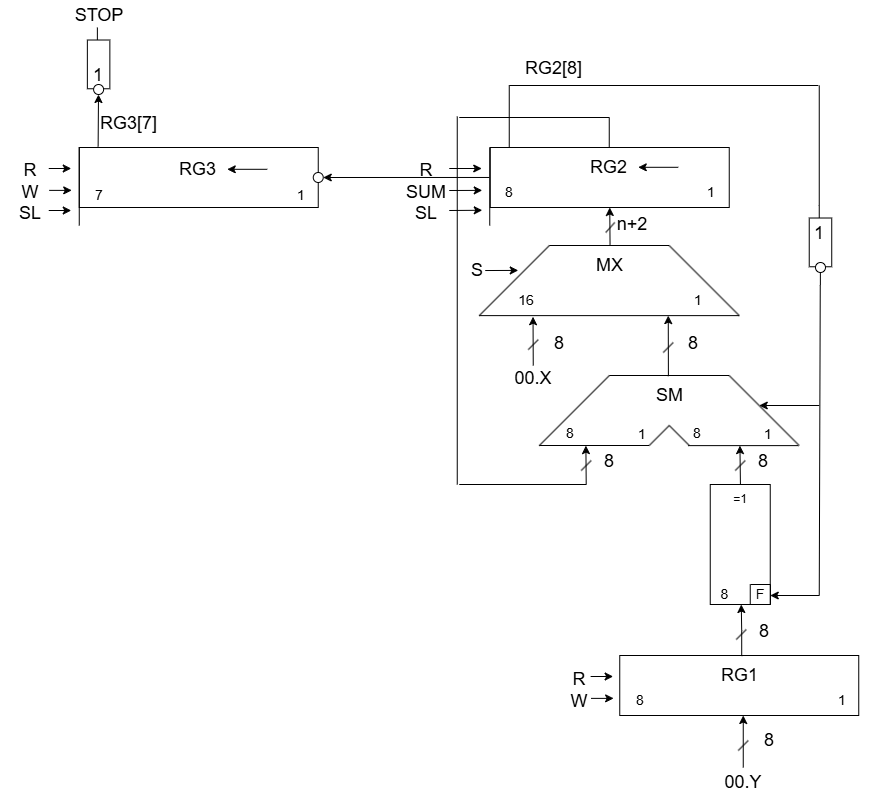 STOP
1
RG3[7]
R
W
SL
RG3
7 1
RG2[8]
R
SUM
SL
RG2
8 1
n+2
1
S
MX
16 1
8
8
00.X
SM
8 1 8 1
8
8
=1
8 F
8
R
W
RG1
8 1
8
00.Y